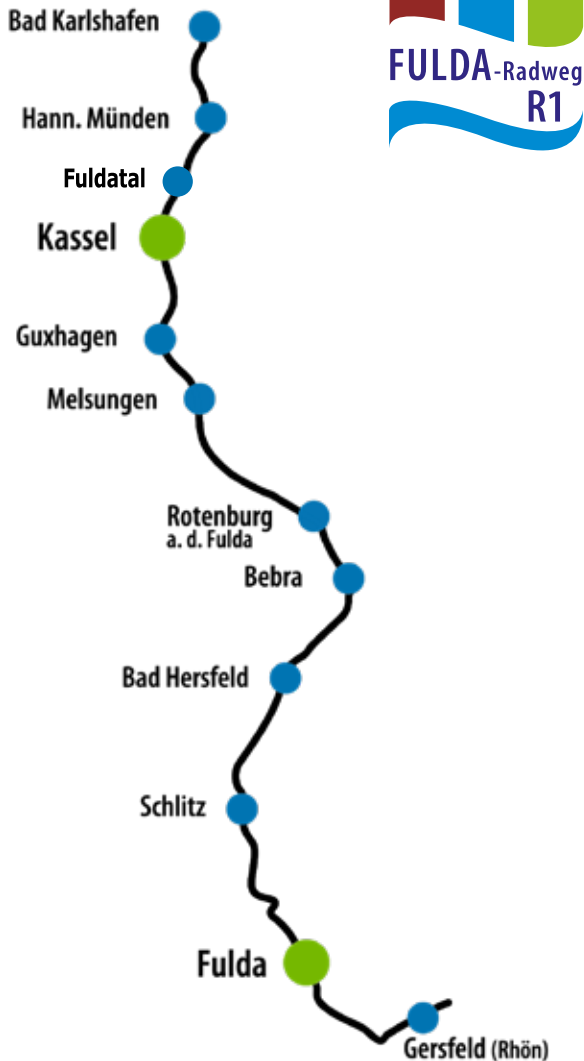 Bad Karlshafen
FULDA-Radweg
R1
Hann. Münden
Fuldatal
Kassel
Guxhagen
Melsungen
Rotenburg
a. d. Fulda
Bebra
Bad Hersfeld
Schlitz
Fulda
Gersfeld (Rhön)